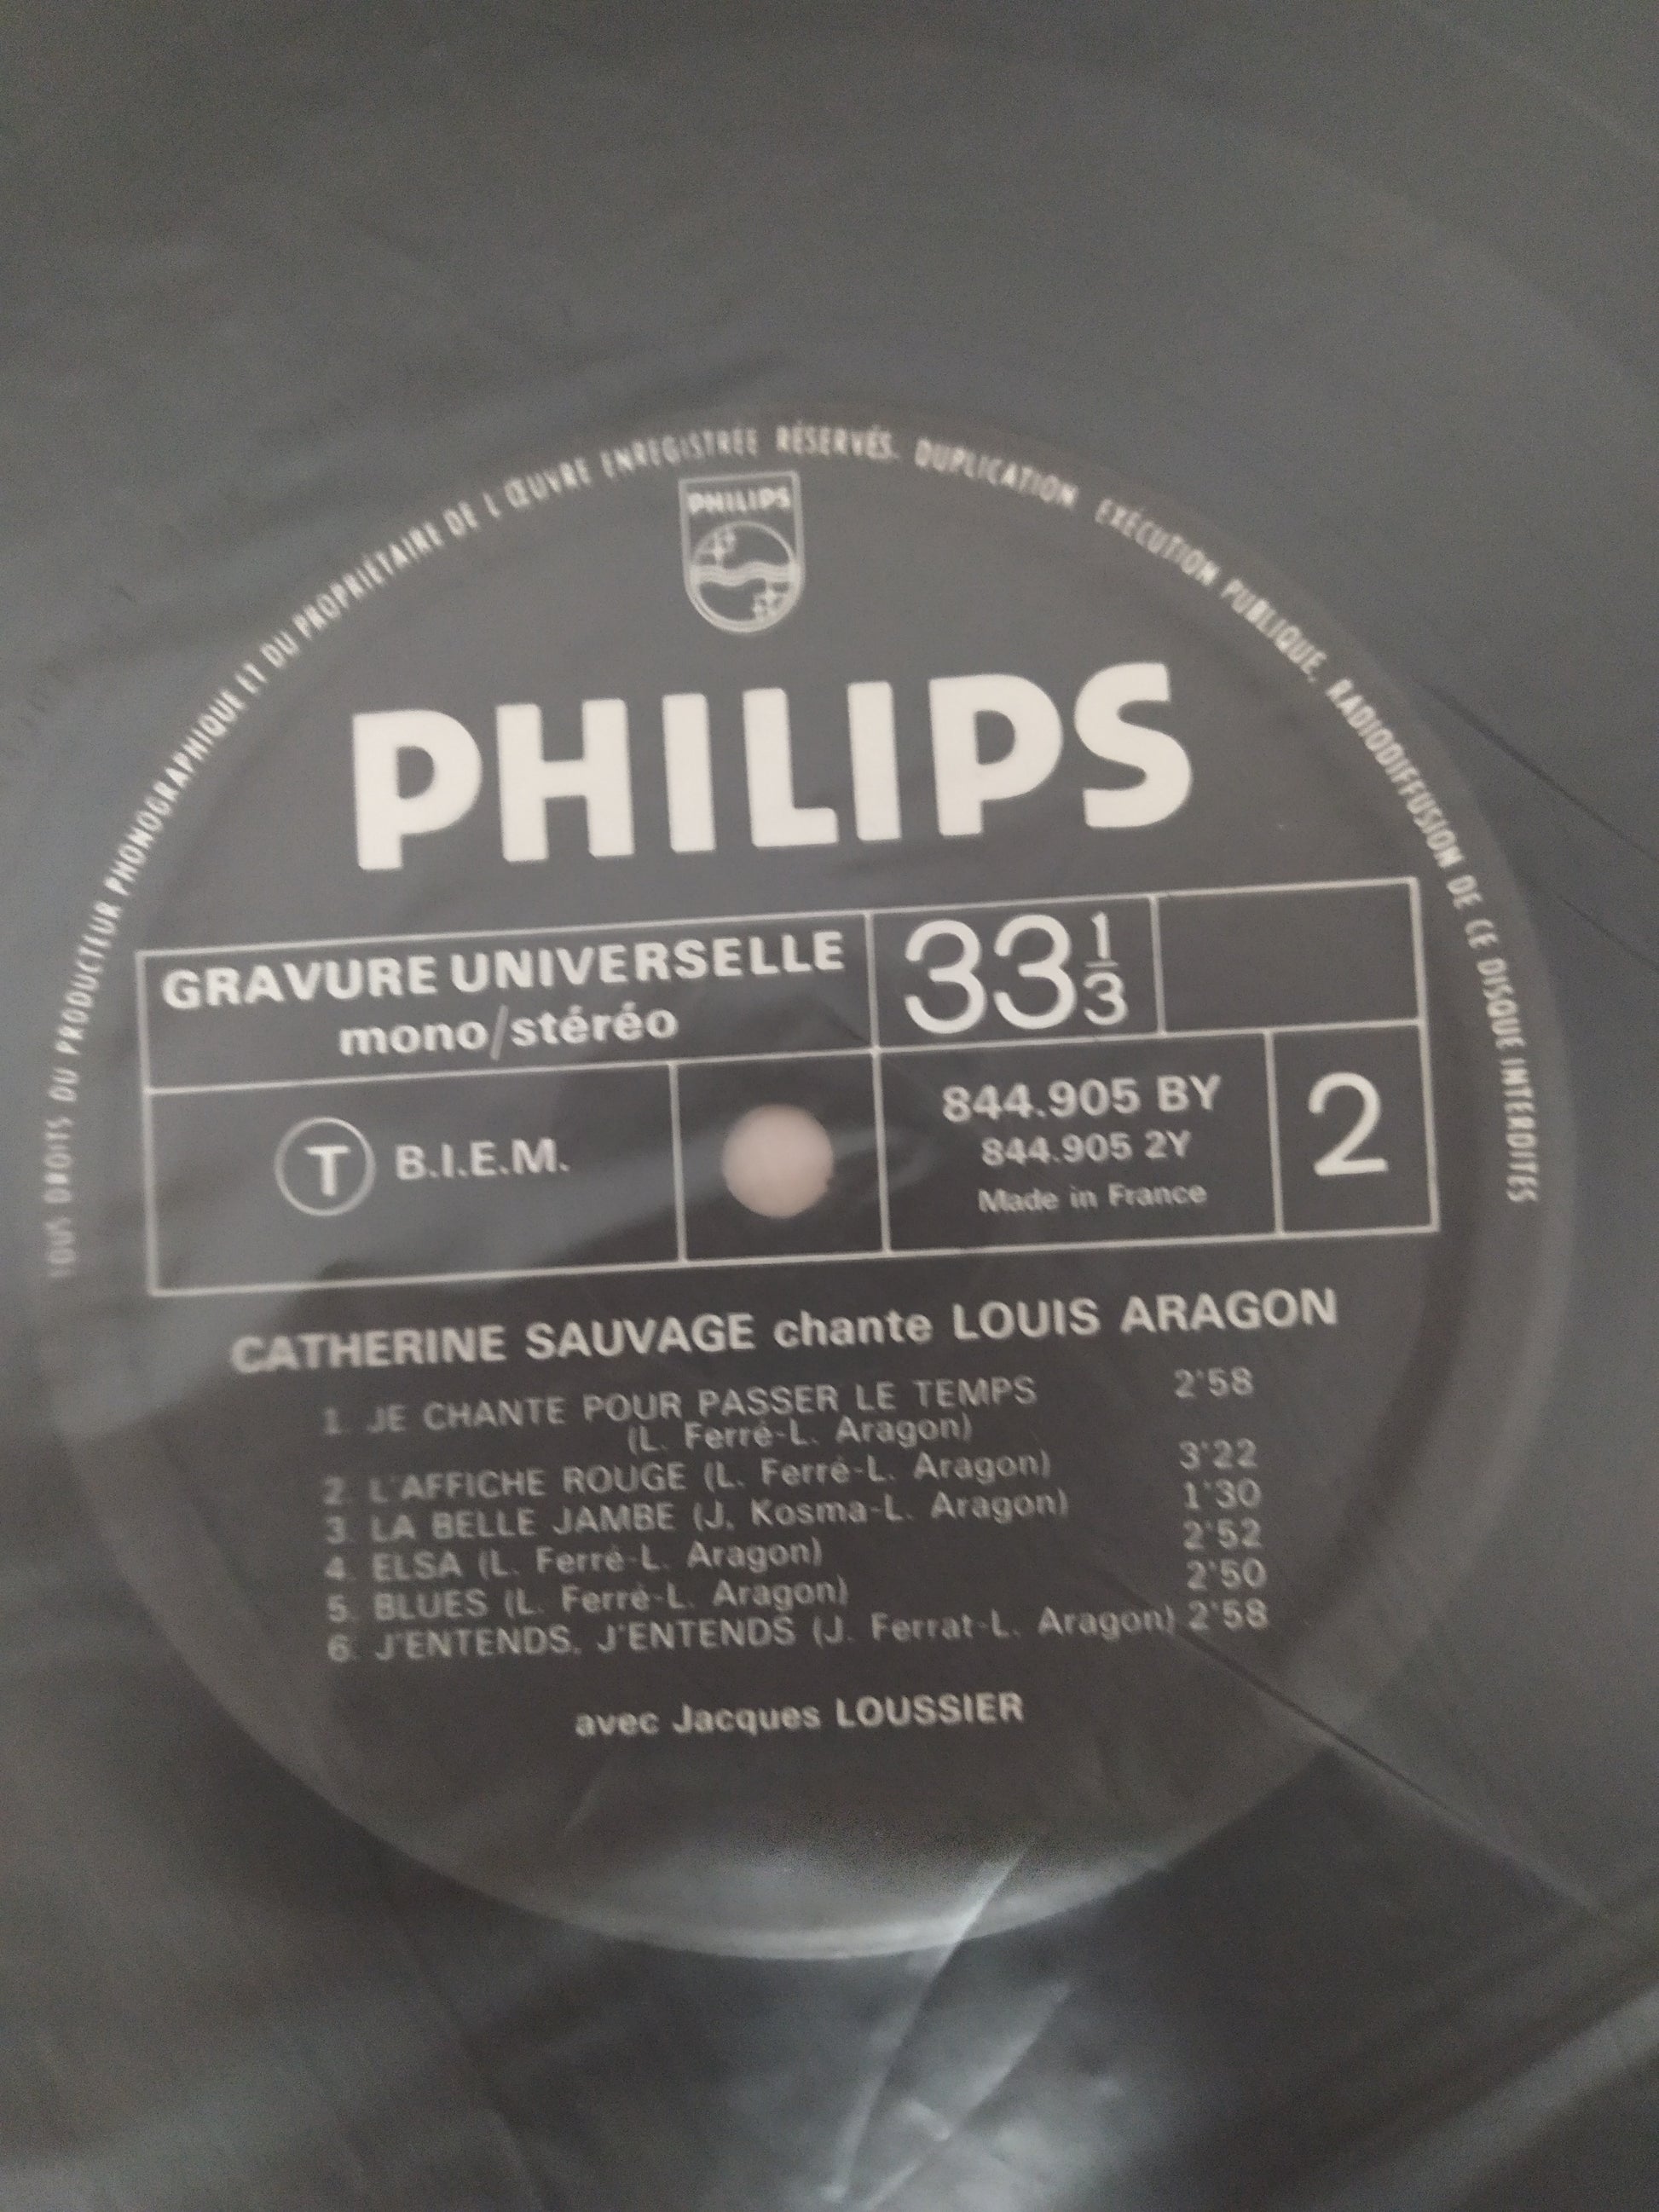 TOUS DROITS DU PRODUCTEUR PHONOGRAPHIQUE ET DU PROPRIÉTAIRE DE L'ŒUVRE ENREGISTRÉE RÉSERVÉS. DUPLICATION EXÉCUTION PUBLIQUE, RADIODIFFUSION DE CE DISQUE INTERDITES
PHILIPS
PHILIPS
GRAVURE UNIVERSELLE
mono/stéréo
33 1/3
T B.I.E.M.
844.905 BY
844.905 2Y
Made in France
2
CATHERINE SAUVAGE chante LOUIS ARAGON
1. JE CHANTE POUR PASSER LE TEMPS 2'58
(L. Ferré-L. Aragon)
2. L'AFFICHE ROUGE (L. Ferré-L. Aragon) 3'22
3. LA BELLE JAMBE (J. Kosma-L. Aragon) 1'30
4. ELSA (L. Ferré-L. Aragon) 2'52
5. BLUES (L. Ferré-L. Aragon) 2'50
6. J'ENTENDS, J'ENTENDS (J. Ferrat-L. Aragon) 2'58
avec Jacques LOUSSIER